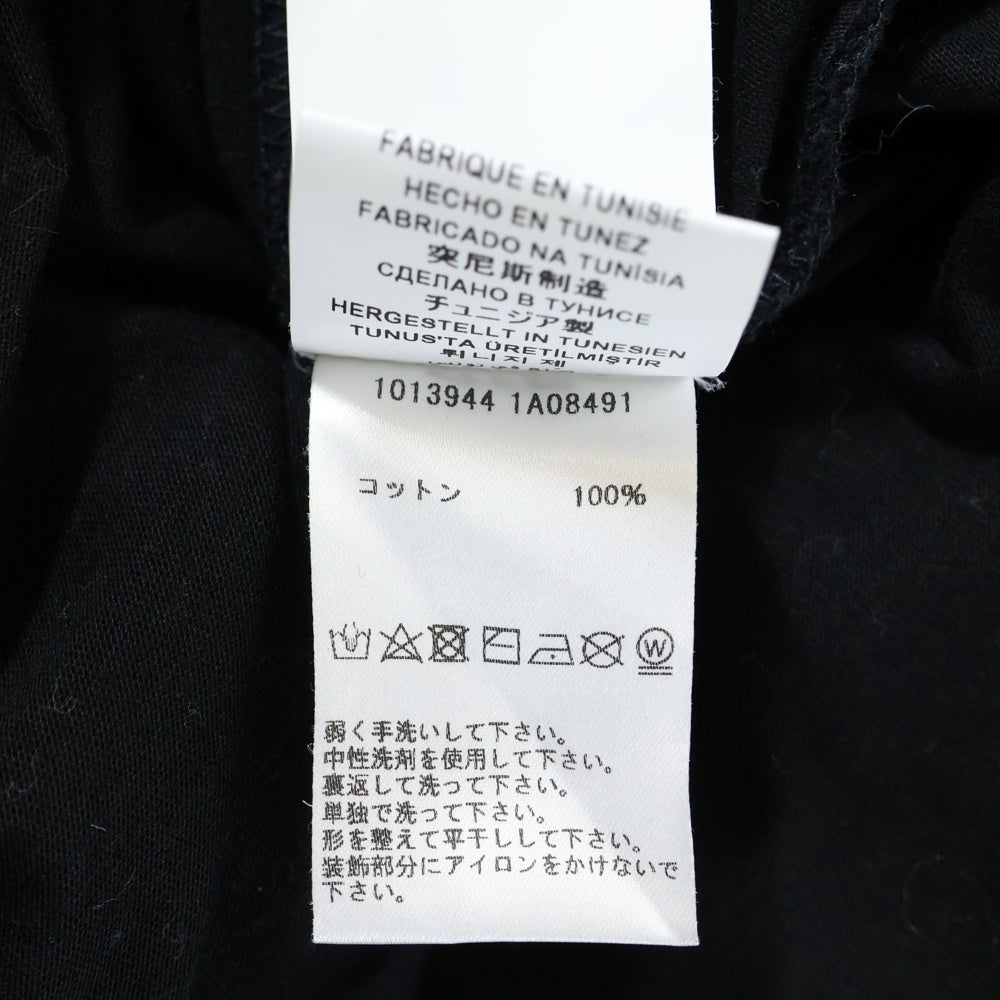 FABRIQUE EN TUNISIE
HECHO EN TUNEZ
FABRICADO NA TUNÍSIA
突尼斯制造
СДЕЛАНО В ТУНИСЕ
チュニジア製
HERGESTELLT IN TUNESIEN
TUNUS'TA ÜRETILMIŞTIR
튀니지 제
1013944 1A08491
コットン 100%
W
弱く手洗いして下さい。
中性洗剤を使用して下さい。
裏返して洗って下さい。
単独で洗って下さい。
形を整えて平干しして下さい。
装飾部分にアイロンをかけないで
下さい。